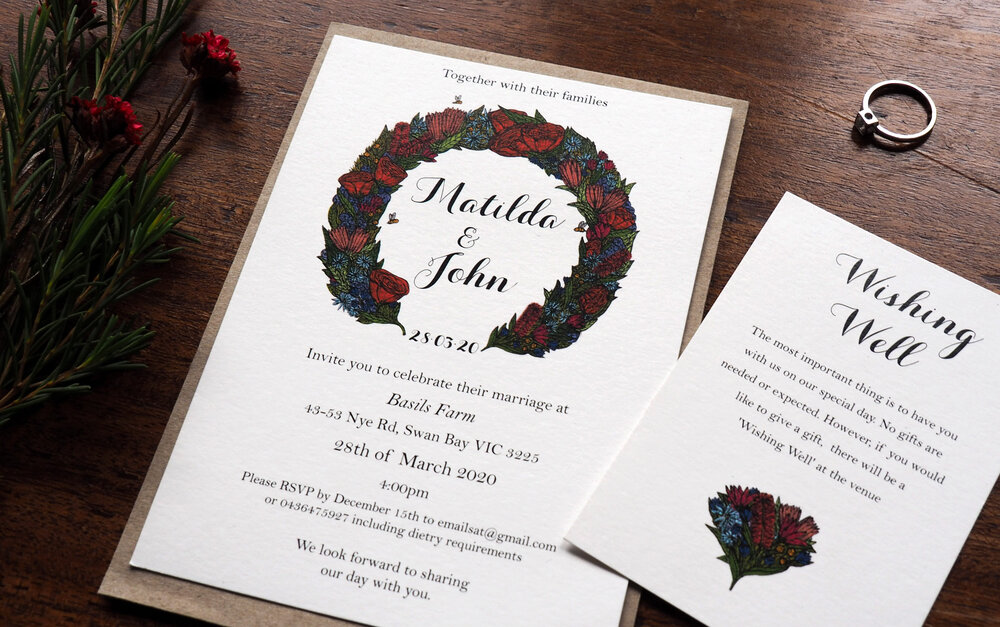 Together with their families
Matilda
&
John
28·03·20
Invite you to celebrate their marriage at
Basils Farm
43-53 Nye Rd, Swan Bay VIC 3225
28th of March 2020
4:00pm
Please RSVP by December 15th to emailsat@gmail.com
or 0436475927 including dietry requirements
We look forward to sharing
our day with you.
Wishing
Well
The most important thing is to have you
with us on our special day. No gifts are
needed or expected. However, if you would
like to give a gift, there will be a
'Wishing Well' at the venue